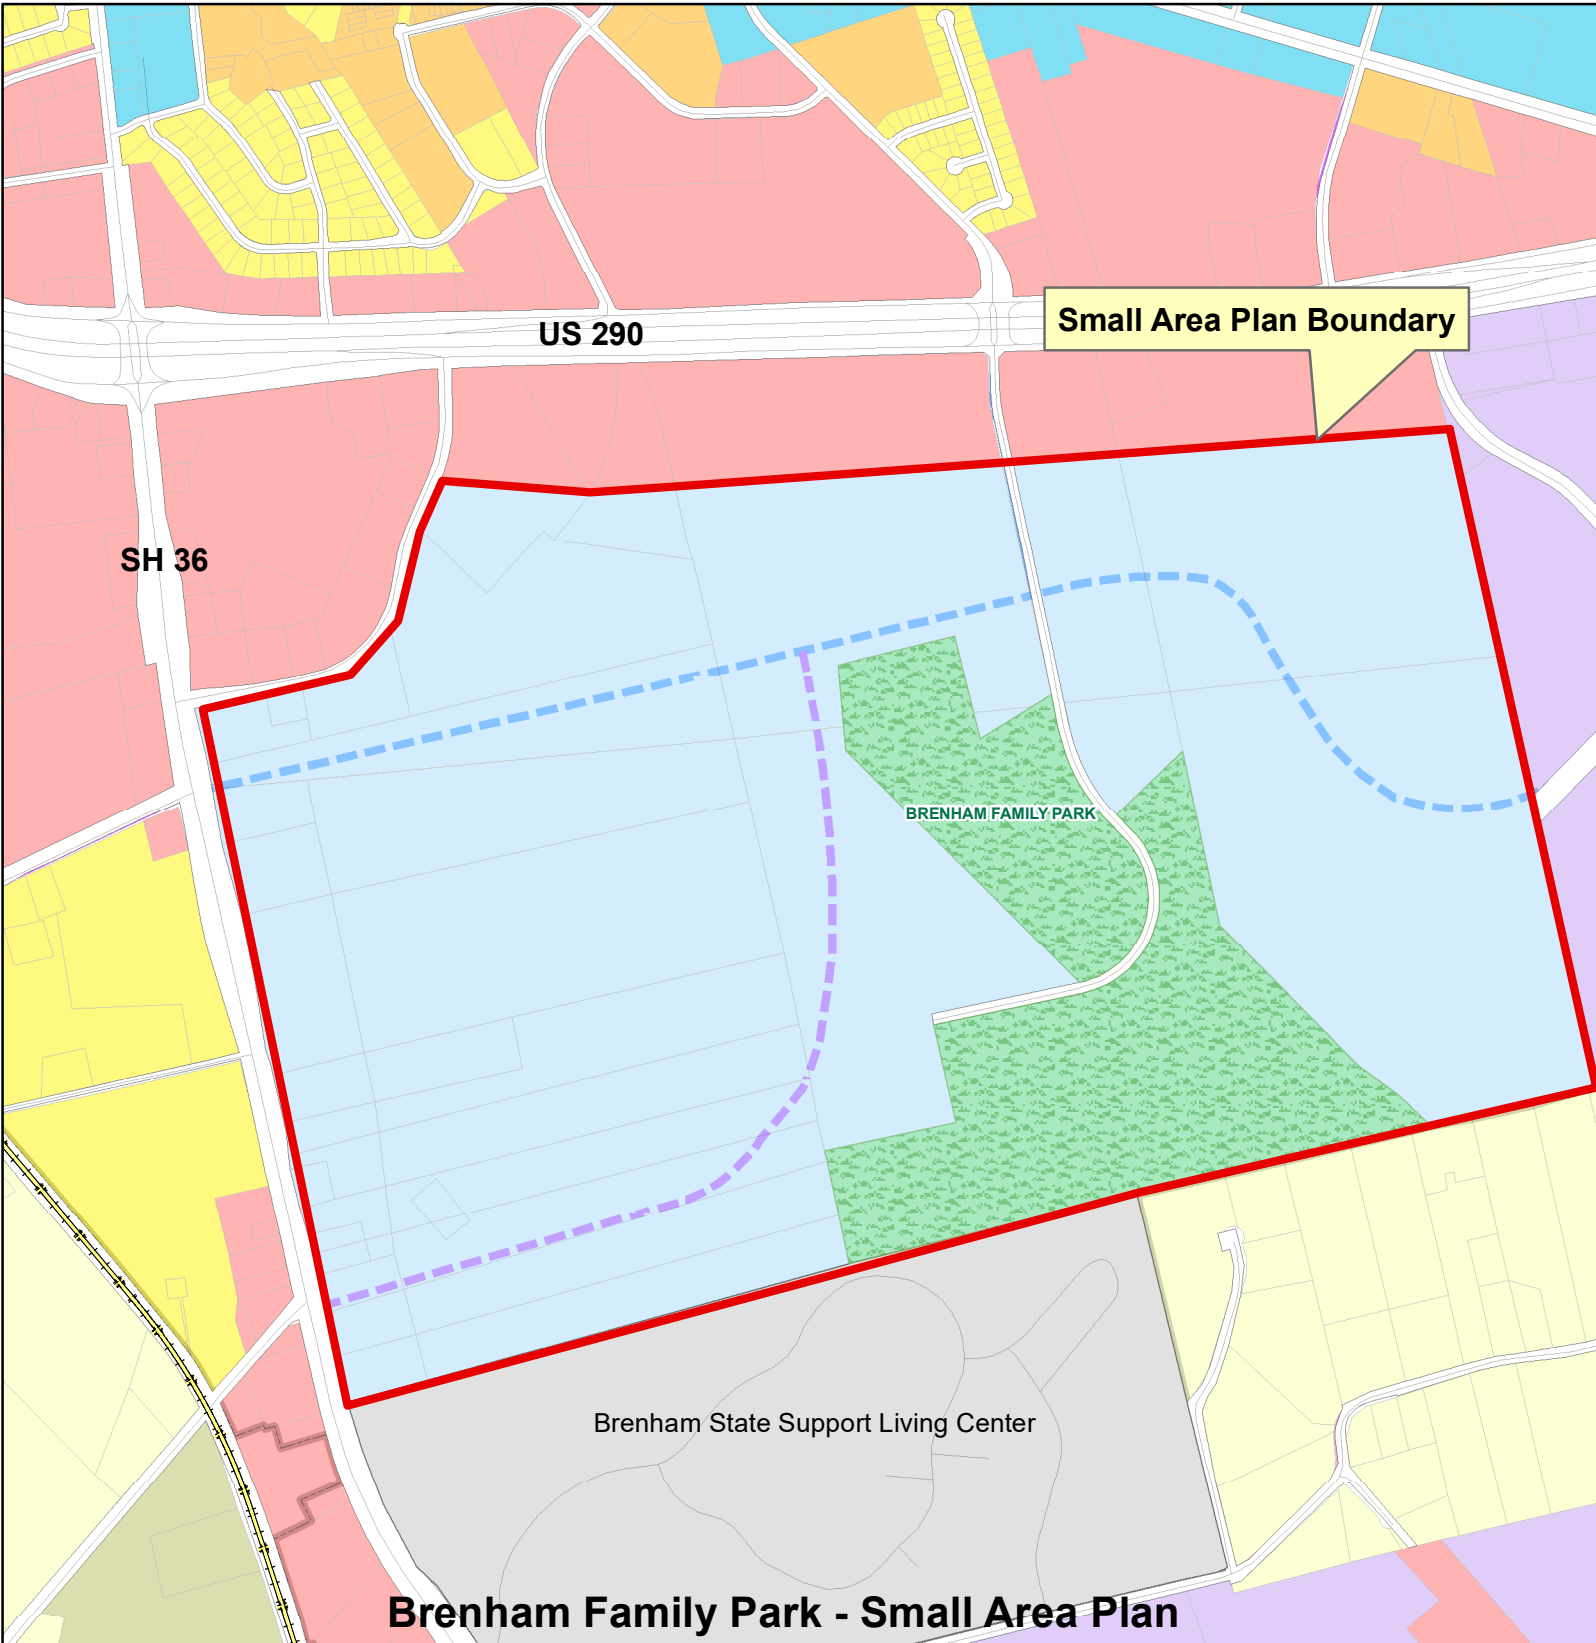 US 290
Small Area Plan Boundary
SH 36
BRENHAM FAMILY PARK
Brenham State Support Living Center
Brenham Family Park - Small Area Plan